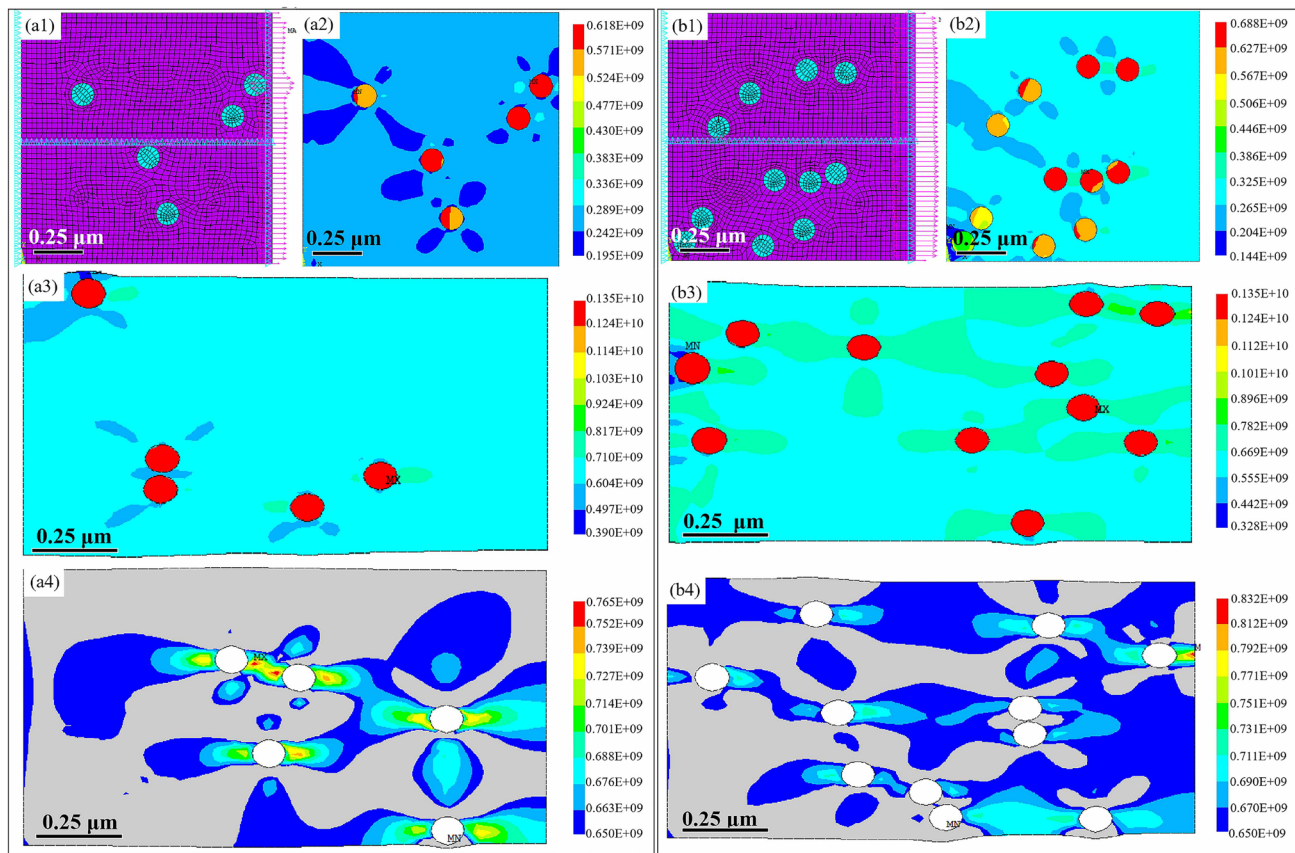 (a1)
MA
0.25 μm
(a2)
0.618E+09
0.571E+09
0.524E+09
0.477E+09
0.430E+09
0.383E+09
0.336E+09
0.289E+09
0.242E+09
0.195E+09
0.25 μm
X
(b1)
0.25 μm
(b2)
0.688E+09
0.627E+09
0.567E+09
0.506E+09
0.446E+09
0.386E+09
0.325E+09
0.265E+09
0.204E+09
0.144E+09
MX
0.25 μm
(a3)
0.135E+10
0.124E+10
0.114E+10
0.103E+10
0.924E+09
0.817E+09
0.710E+09
0.604E+09
0.497E+09
0.390E+09
MX
0.25 μm
(b3)
MN
MX
0.135E+10
0.124E+10
0.112E+10
0.101E+10
0.896E+09
0.782E+09
0.669E+09
0.555E+09
0.442E+09
0.328E+09
0.25 μm
(a4)
MX
0.765E+09
0.752E+09
0.739E+09
0.727E+09
0.714E+09
0.701E+09
0.688E+09
0.676E+09
0.663E+09
0.650E+09
0.25 μm
MN
(b4)
M
0.832E+09
0.812E+09
0.792E+09
0.771E+09
0.751E+09
0.731E+09
0.711E+09
0.690E+09
0.670E+09
0.650E+09
0.25 μm
MN